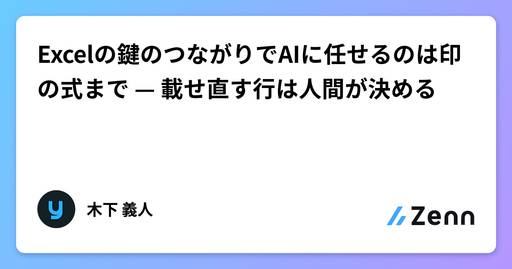 Excelの鍵のつながりでAIに任せるのは印
の式まで — 載せ直す行は人間が決める
y
木下 義人
Zenn